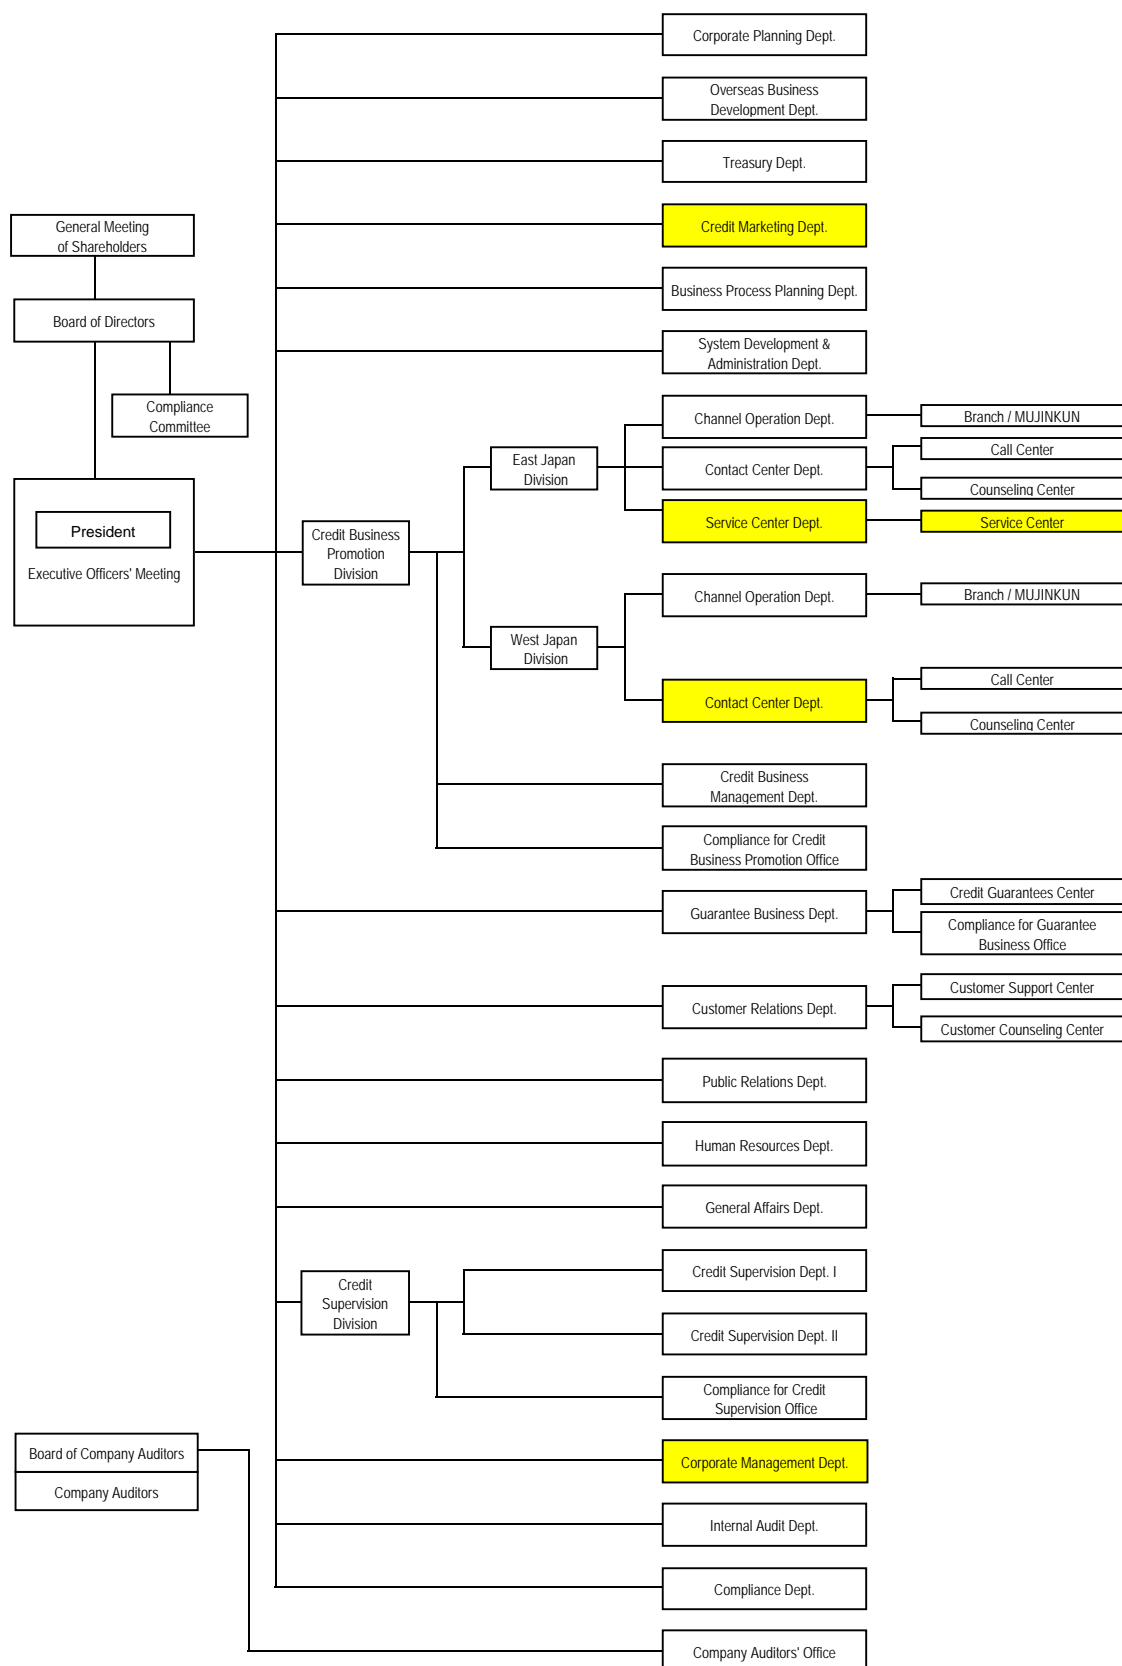 Corporate Planning Dept.
Overseas Business
Development Dept.
Treasury Dept.
Credit Marketing Dept.
General Meeting
of Shareholders
Business Process Planning Dept.
Board of Directors
System Development &
Administration Dept.
Compliance
Committee
Channel Operation Dept.
Branch / MUJINKUN
East Japan
Division
Contact Center Dept.
Call Center
Counseling Center
Service Center Dept.
Service Center
President
Executive Officers' Meeting
Credit Business
Promotion
Division
Channel Operation Dept.
Branch / MUJINKUN
West Japan
Division
Contact Center Dept.
Call Center
Counseling Center
Credit Business
Management Dept.
Compliance for Credit
Business Promotion Office
Guarantee Business Dept.
Credit Guarantees Center
Compliance for Guarantee
Business Office
Customer Relations Dept.
Customer Support Center
Customer Counseling Center
Public Relations Dept.
Human Resources Dept.
General Affairs Dept.
Credit
Supervision
Division
Credit Supervision Dept. I
Credit Supervision Dept. II
Compliance for Credit
Supervision Office
Board of Company Auditors
Company Auditors
Corporate Management Dept.
Internal Audit Dept.
Compliance Dept.
Company Auditors' Office